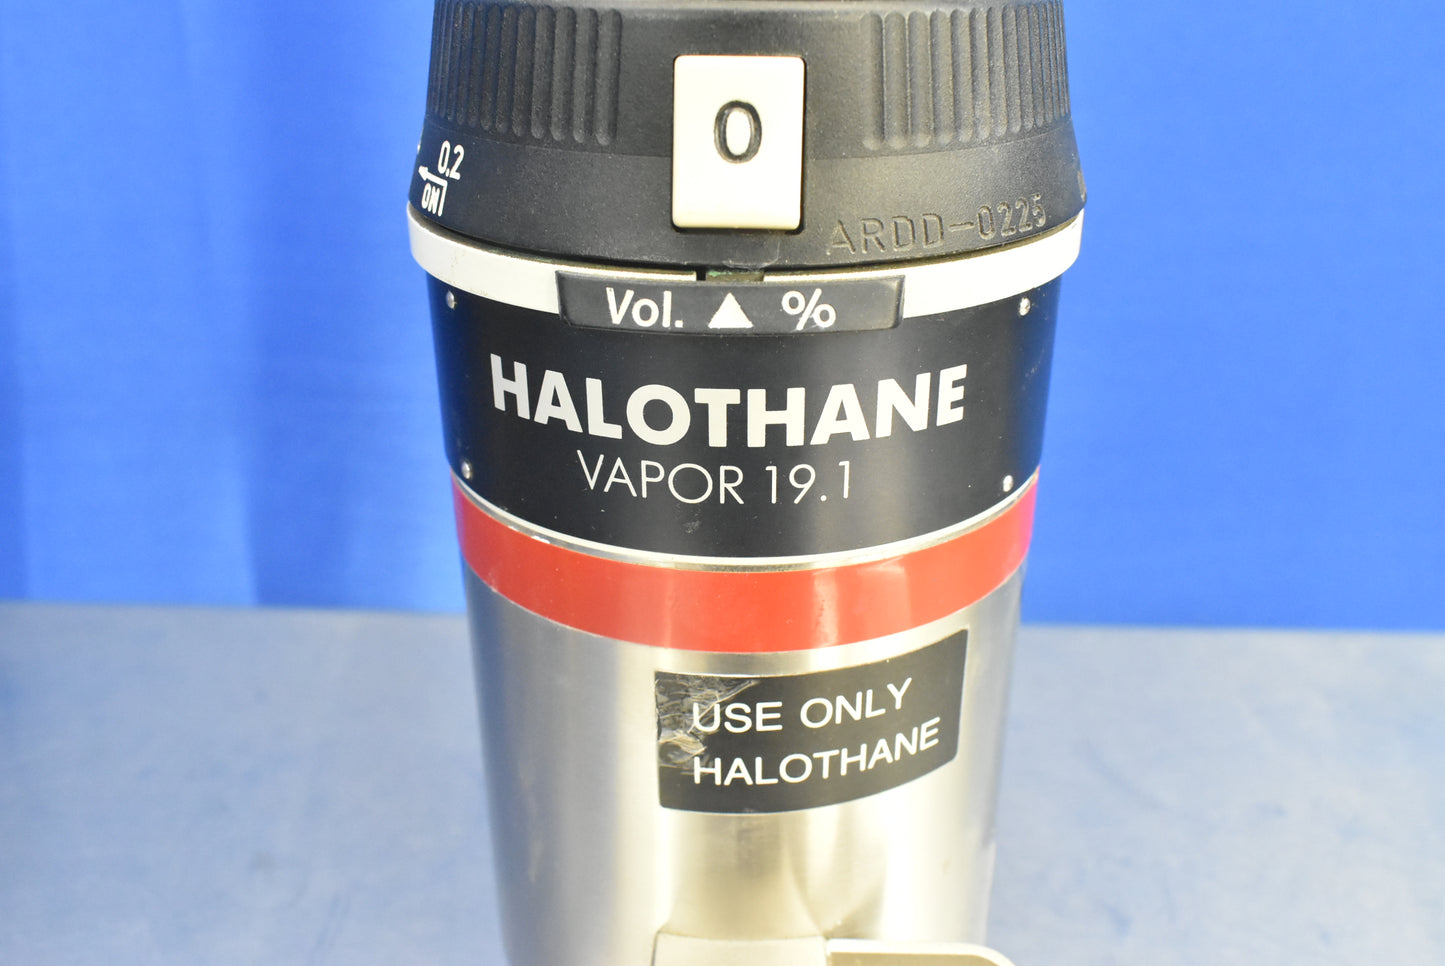 0
0.2
ON
ARDD-0225
Vol. ▲ %
HALOTHANE
VAPOR 19.1
USE ONLY
HALOTHANE